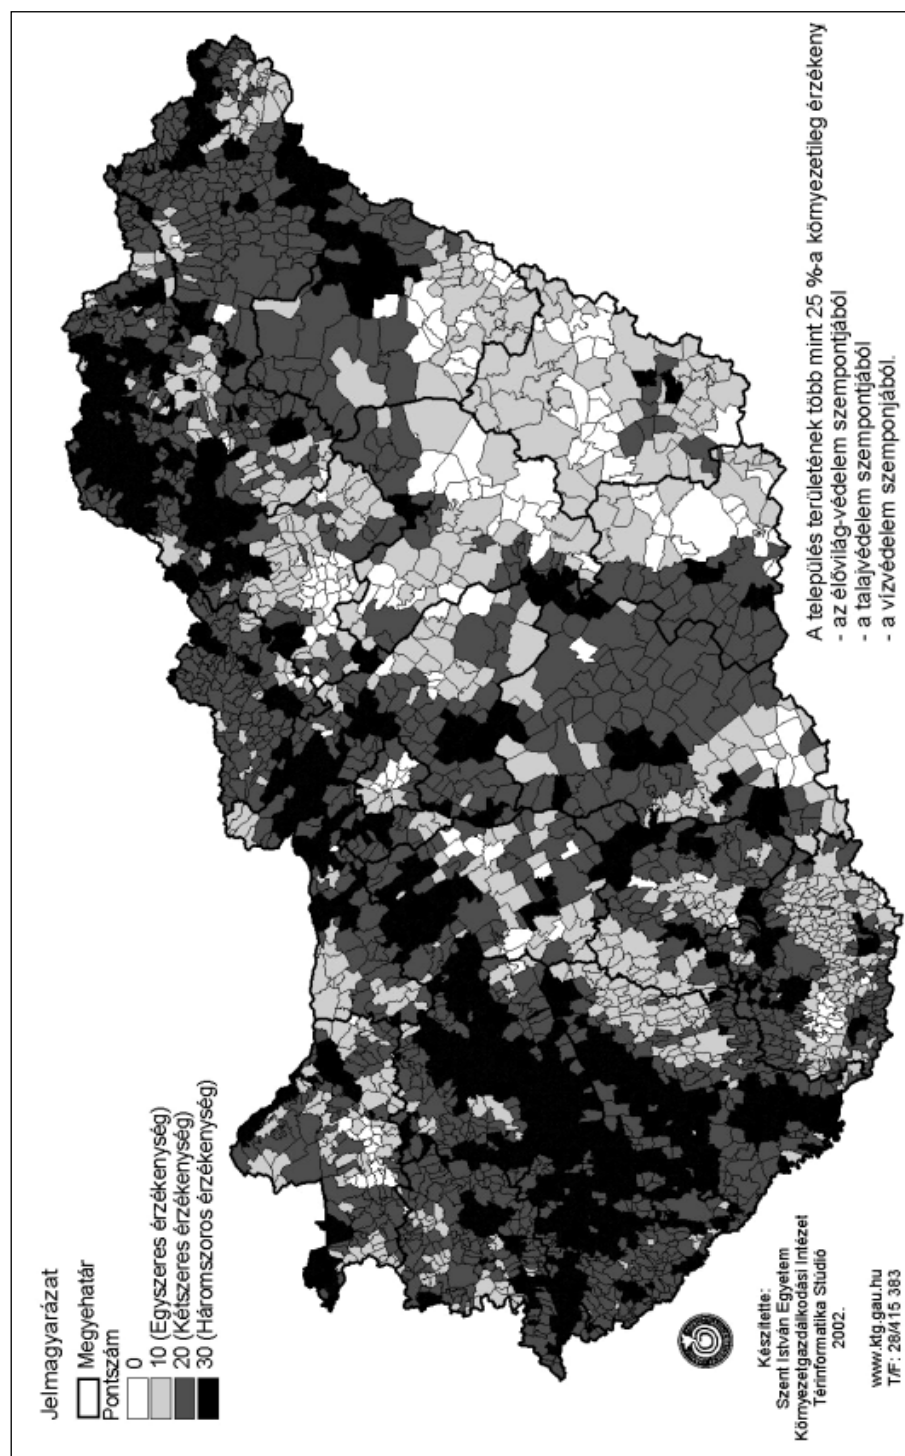 Jelmagyarázat
Megyehatár
Pontszám
0
10 (Egyszeres érzékenység)
20 (Kétszeres érzékenység)
30 (Háromszoros érzékenység)
A település területének több mint 25 %-a környezetileg érzékeny
- az élővilág-védelem szempontjából
- a talajvédelem szempontjából
- a vízvédelem szemponjából.
Készítette:
Szent István Egyetem
Környezetgazdálkodási Intézet
Térinformatika Stúdió
2002.
www.ktg.gau.hu
T/F: 28/415 383